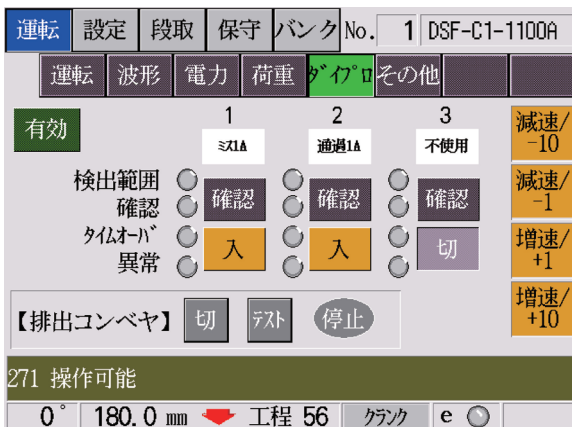 運転 設定 段取 保守 バンク No. 1 DSF-C1-1100A
運転 波形 電力 荷重 ダイプロ その他
有効 1 2 3 減速/-10
ミス1A 通過1A 不使用
検出範囲 減速/-1
確認 確認 確認 確認
タイムオーバ 増速/+1
異常 入 入 切
【排出コンベヤ】 切 テスト 停止 増速/+10
271 操作可能
0° 180.0 mm 工程 56 クランク e